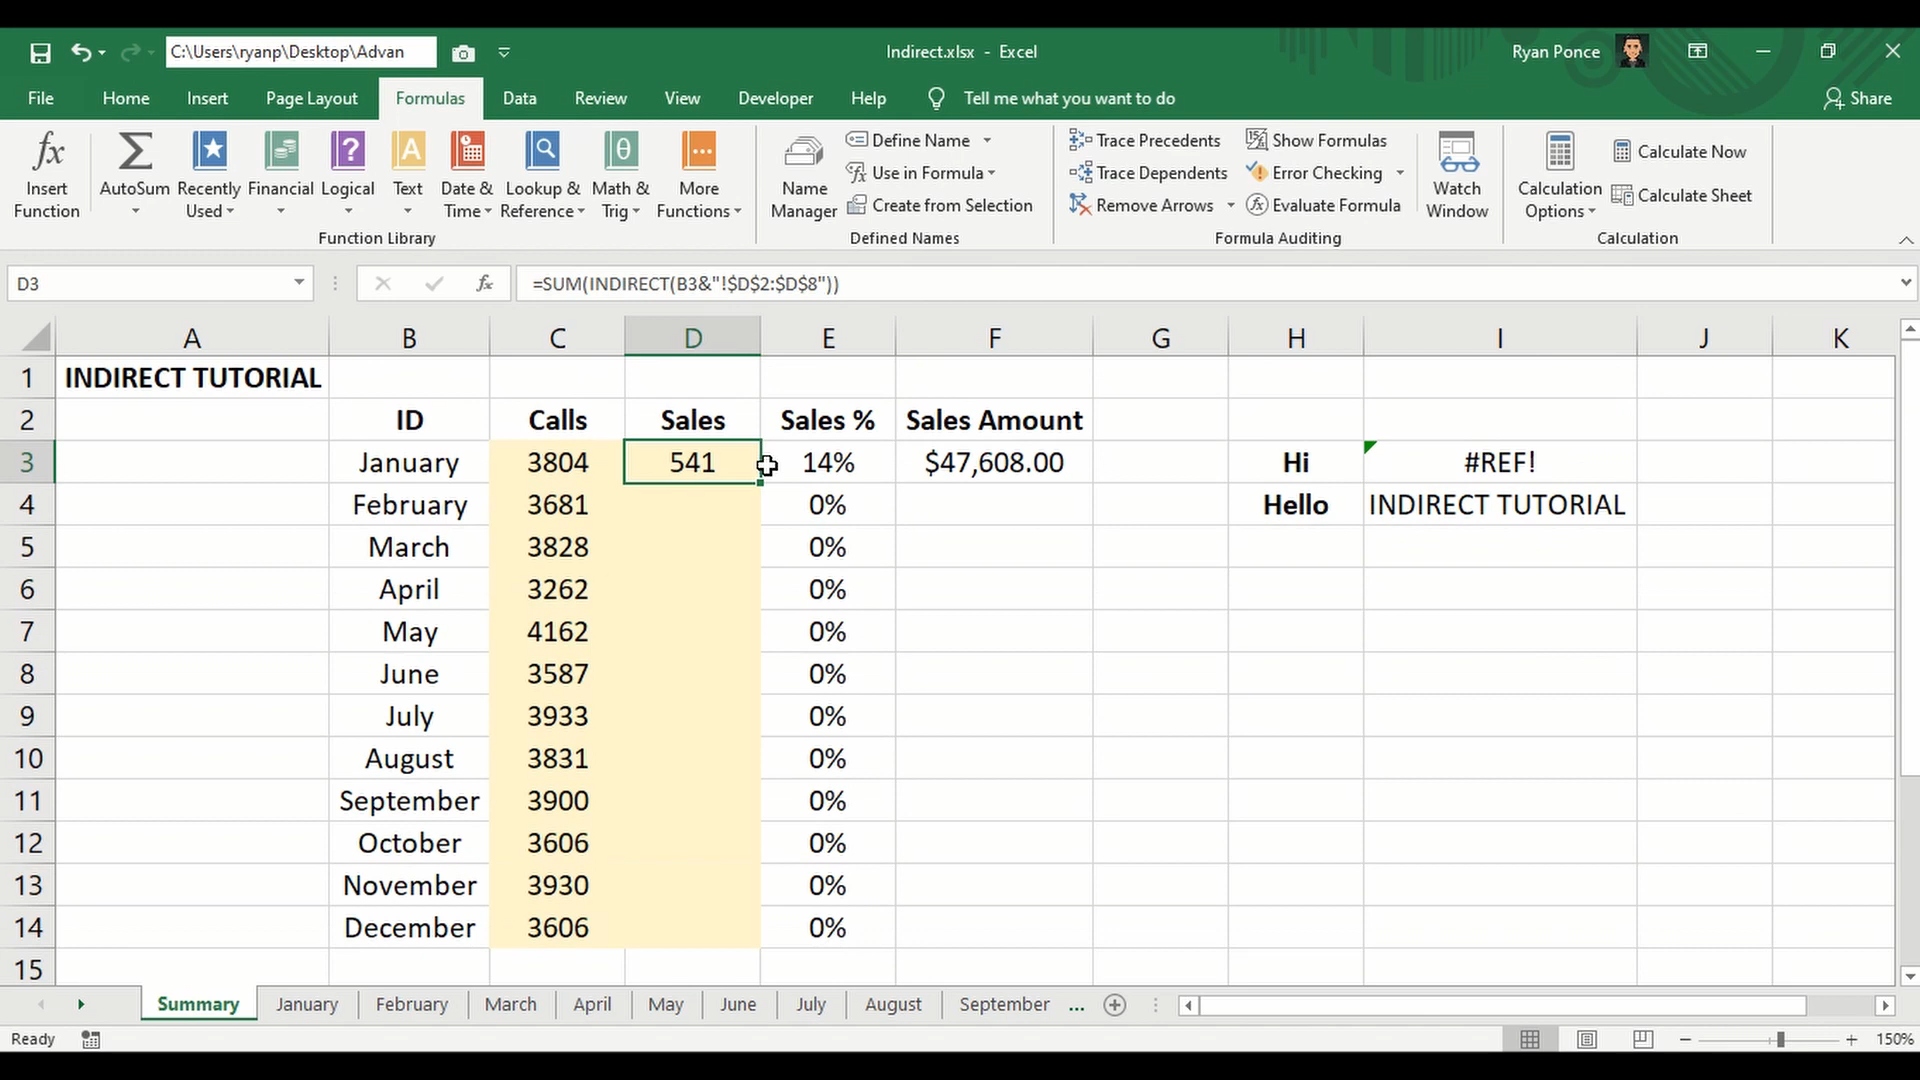 C:\Users\ryanp\Desktop\Advan
Indirect.xlsx - Excel
Ryan Ponce
File Home Insert Page Layout Formulas Data Review View Developer Help Tell me what you want to do Share
Insert Function
AutoSum
Recently Used
Financial
Logical
Text
Date & Time
Lookup & Reference
Math & Trig
More Functions
Function Library
Name Manager
Define Name
Use in Formula
Create from Selection
Defined Names
Trace Precedents
Trace Dependents
Remove Arrows
Show Formulas
Error Checking
Evaluate Formula
Watch Window
Formula Auditing
Calculation Options
Calculate Now
Calculate Sheet
Calculation
D3 fx =SUM(INDIRECT(B3&"!$D$2:$D$8"))
A B C D E F G H I J K
1 INDIRECT TUTORIAL
2 ID Calls Sales Sales % Sales Amount
3 January 3804 541 14% $47,608.00 Hi #REF!
4 February 3681 0% Hello INDIRECT TUTORIAL
5 March 3828 0%
6 April 3262 0%
7 May 4162 0%
8 June 3587 0%
9 July 3933 0%
10 August 3831 0%
11 September 3900 0%
12 October 3606 0%
13 November 3930 0%
14 December 3606 0%
15
Summary January February March April May June July August September ...
Ready 150%